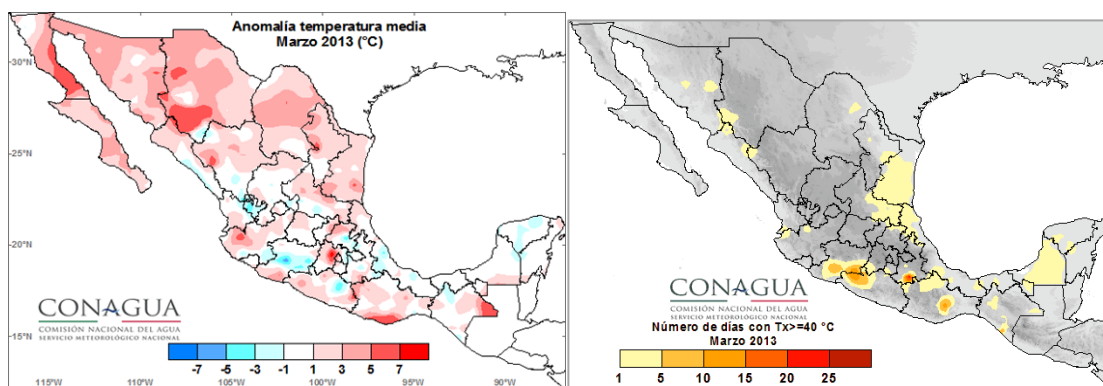 Anomalía temperatura media
Marzo 2013 (°C)
30°N
25°N
20°N
15°N
CONAGUA
COMISIÓN NACIONAL DEL AGUA
SERVICIO METEOROLÓGICO NACIONAL
-7 -5 -3 -1 1 3 5 7
115°W 110°W 105°W 100°W 95°W 90°W
CONAGUA
COMISIÓN NACIONAL DEL AGUA
SERVICIO METEOROLÓGICO NACIONAL
Número de días con Tx>=40 °C
Marzo 2013
1 5 10 15 20 25